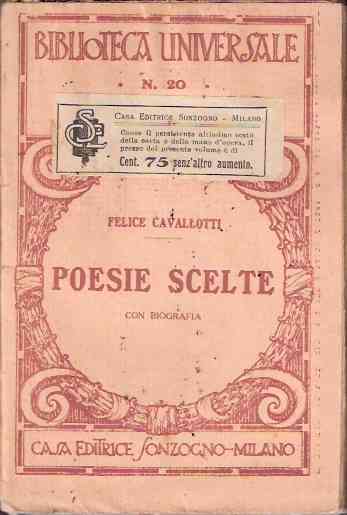 BIBLIOTECA UNIVERSALE
N. 20
CASA EDITRICE SONZOGNO - MILANO
Causa il persistente altissimo costo
della carta e della mano d'opera, il
prezzo del presente volume è di
Cent. 75 senz'altro aumento.
FELICE CAVALLOTTI
POESIE SCELTE
CON BIOGRAFIA
CASA EDITRICE SONZOGNO-MILANO